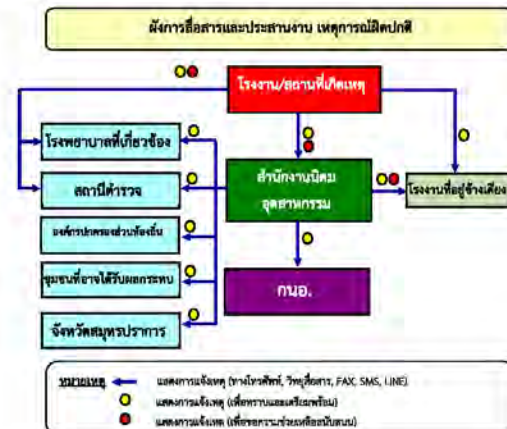 ผังการสื่อสารและประสานงาน เหตุการณ์ผิดปกติ
โรงงาน/สถานที่เกิดเหตุ
โรงพยาบาลที่เกี่ยวข้อง
สถานีตำรวจ
สำนักงานนิคม
อุตสาหกรรม
โรงงานที่อยู่ข้างเคียง
องค์กรปกครองส่วนท้องถิ่น
ชุมชนที่อาจได้รับผลกระทบ
กนอ.
จังหวัดสมุทรปราการ
หมายเหตุ
แสดงการแจ้งเหตุ (ทางโทรศัพท์, วิทยุสื่อสาร, FAX, SMS, LINE)
แสดงการแจ้งเหตุ (เพื่อทราบและเตรียมพร้อม)
แสดงการแจ้งเหตุ (เพื่อขอความช่วยเหลือสนับสนุน)